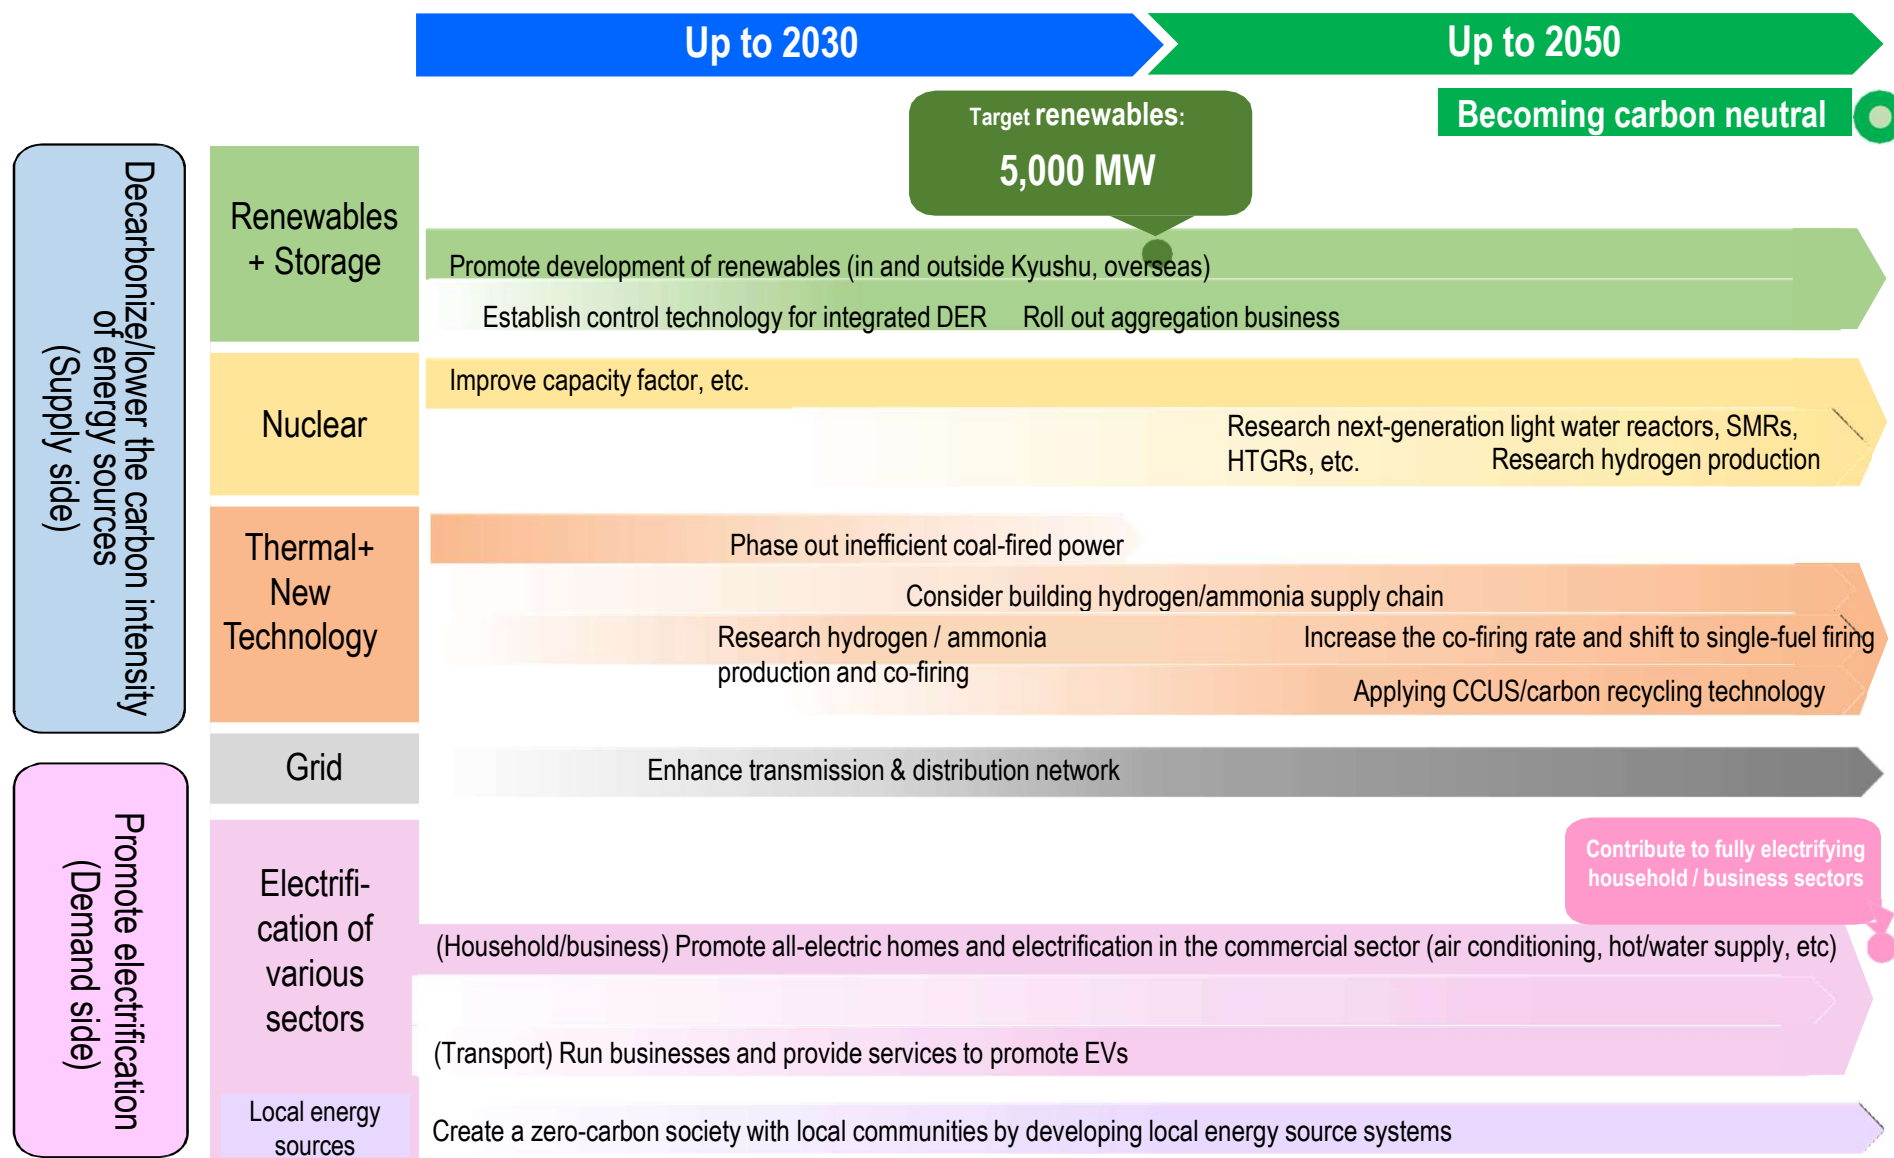 Up to 2030
Up to 2050
Target renewables:
5,000 MW
Becoming carbon neutral
Decarbonize/lower the carbon intensity
of energy sources
(Supply side)
Renewables
+ Storage
Promote development of renewables (in and outside Kyushu, overseas)
Establish control technology for integrated DER
Roll out aggregation business
Nuclear
Improve capacity factor, etc.
Research next-generation light water reactors, SMRs,
HTGRs, etc.
Research hydrogen production
Thermal+
New
Technology
Phase out inefficient coal-fired power
Consider building hydrogen/ammonia supply chain
Research hydrogen / ammonia
production and co-firing
Increase the co-firing rate and shift to single-fuel firing
Applying CCUS/carbon recycling technology
Grid
Enhance transmission & distribution network
Promote electrification
(Demand side)
Electrifi-
cation of
various
sectors
Contribute to fully electrifying
household / business sectors
(Household/business) Promote all-electric homes and electrification in the commercial sector (air conditioning, hot/water supply, etc)
(Transport) Run businesses and provide services to promote EVs
Local energy
sources
Create a zero-carbon society with local communities by developing local energy source systems